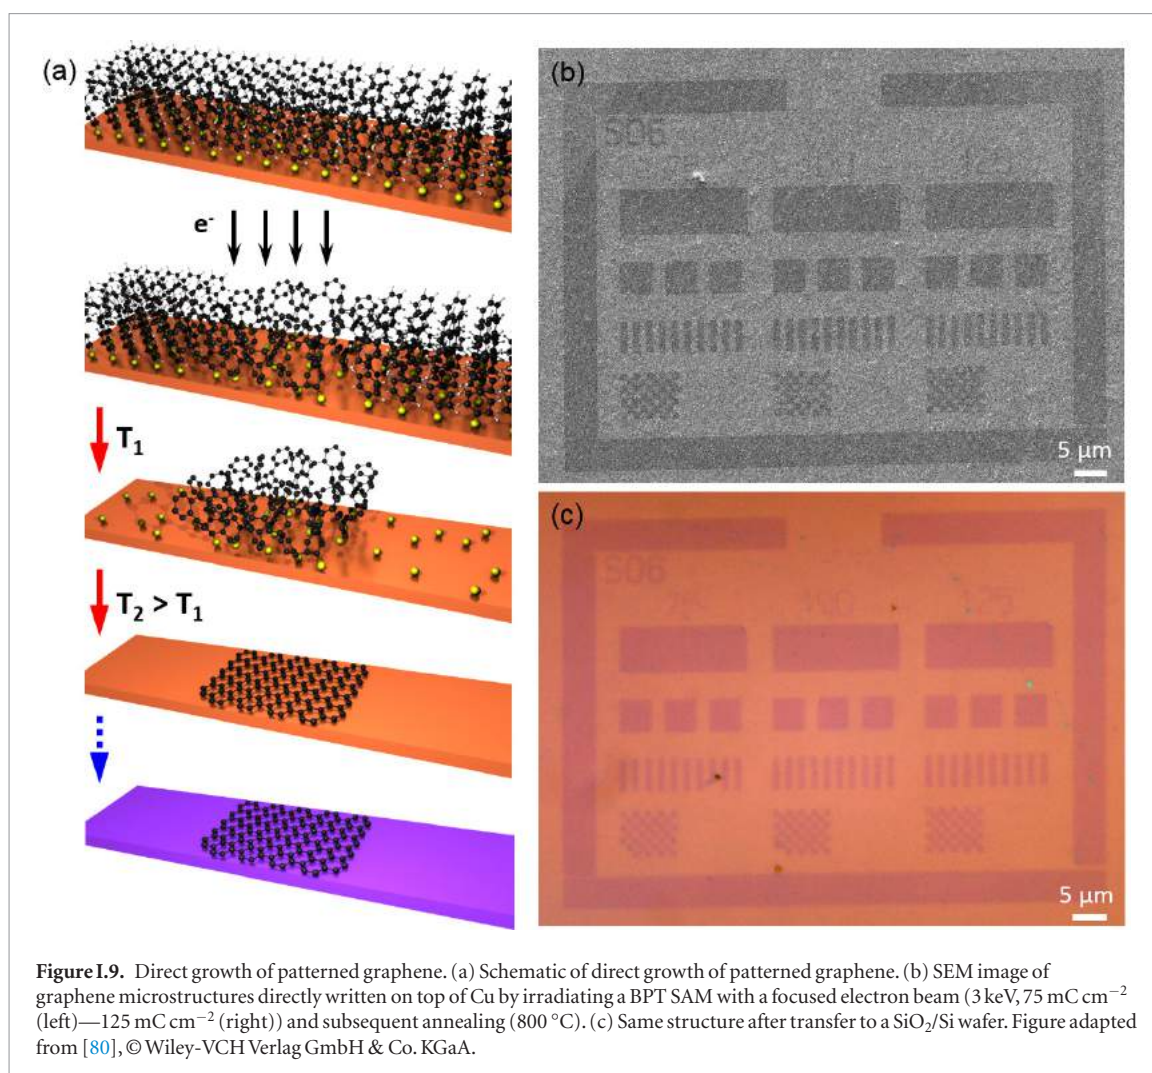 (a)
e-
T1
T2 > T1
(b)
S06
125
5 μm
(c)
S06
75
100
125
5 μm
Figure I.9. Direct growth of patterned graphene. (a) Schematic of direct growth of patterned graphene. (b) SEM image of
graphene microstructures directly written on top of Cu by irradiating a BPT SAM with a focused electron beam (3 keV, 75 mC cm−2
(left)—125 mC cm−2 (right)) and subsequent annealing (800 °C). (c) Same structure after transfer to a SiO2/Si wafer. Figure adapted
from [80], © Wiley-VCH Verlag GmbH & Co. KGaA.